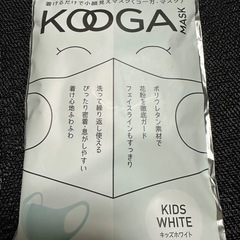 着けるだけで小顔見えマスク(コーガ・マスク)
KOOGA
MASK
ポリウレタン素材で
花粉を徹底ガード
フェイスラインもすっきり
洗って繰り返し使える
ぴったり密着・息がしやすい
着け心地ふわふわ
KIDS
WHITE
キッズホワイト